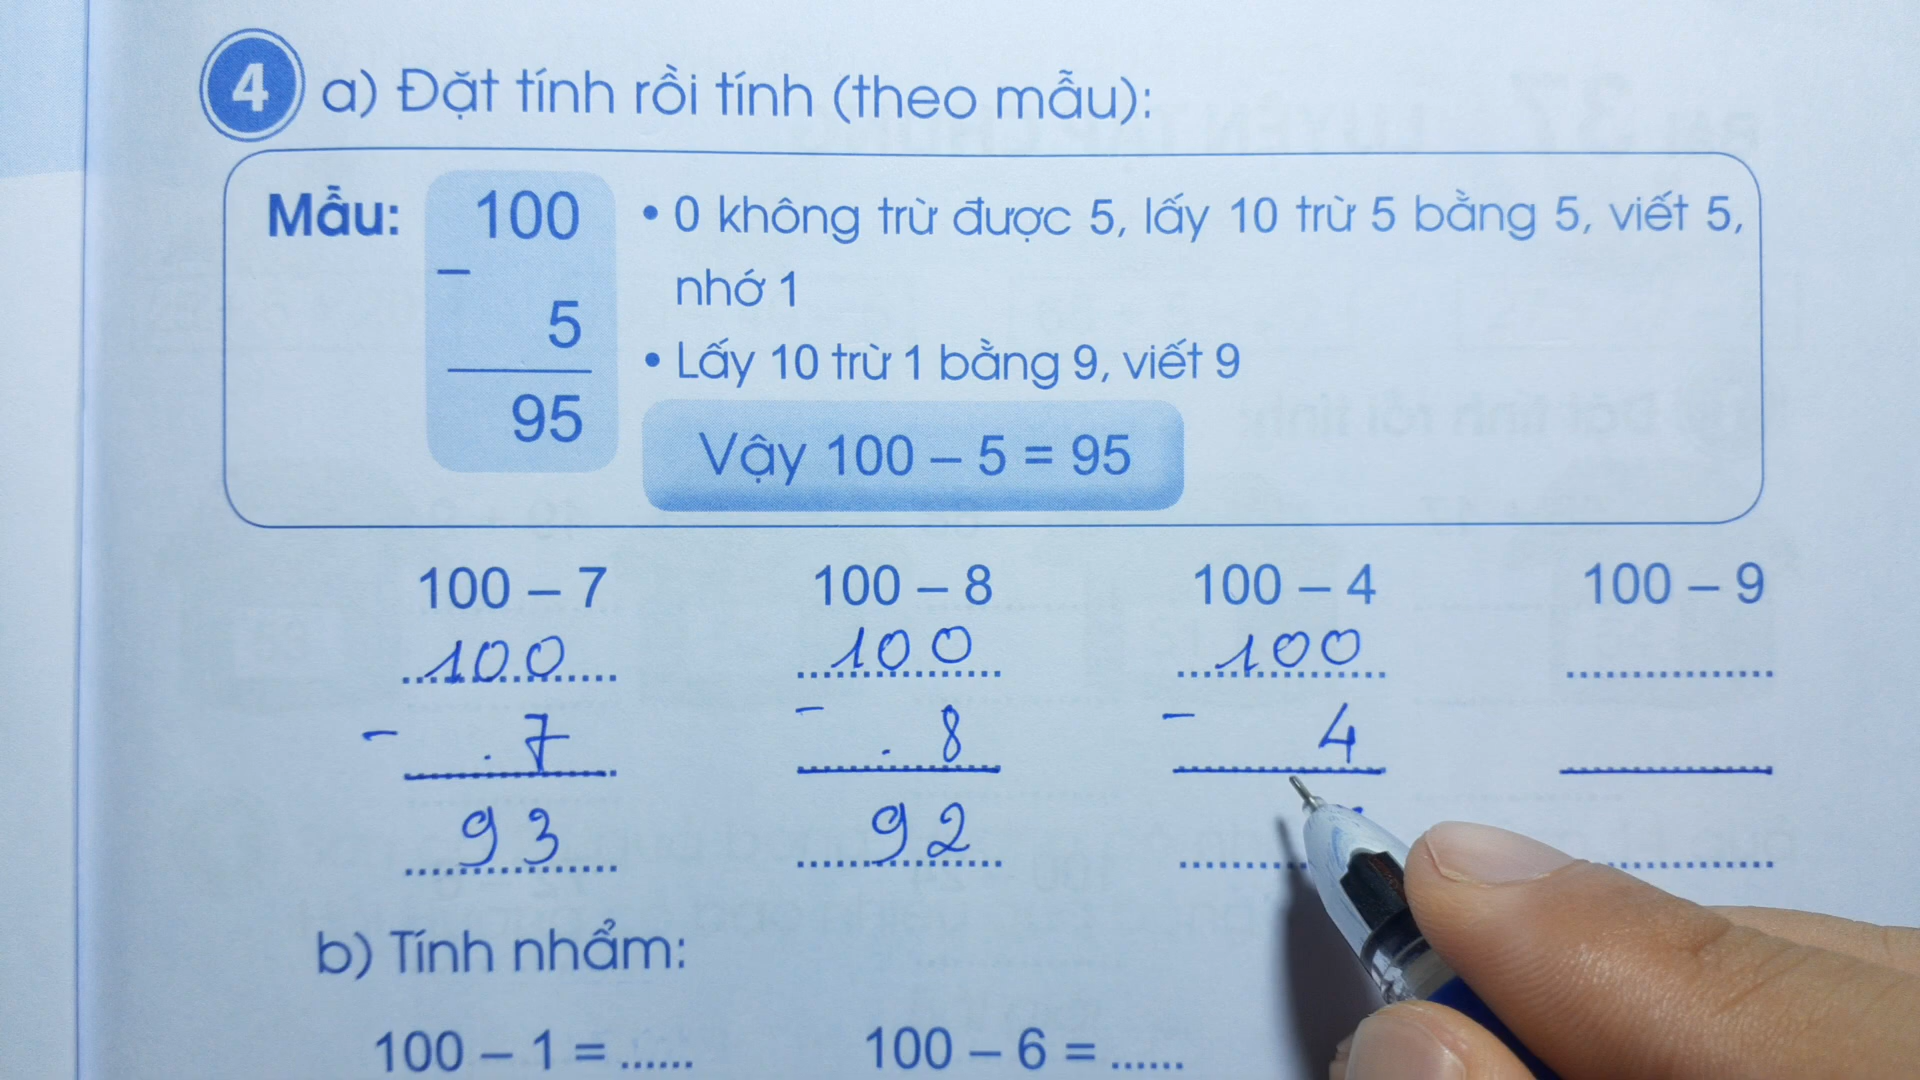 4 a) Đặt tính rồi tính (theo mẫu):
Mẫu:
100
–
5
95
• 0 không trừ được 5, lấy 10 trừ 5 bằng 5, viết 5,
nhớ 1
• Lấy 10 trừ 1 bằng 9, viết 9
Vậy 100 – 5 = 95
100 – 7 100 – 8 100 – 4 100 – 9
100 100 100
- 7 - 8 - 4
93 92
b) Tính nhẩm:
100 – 1 = ...... 100 – 6 = ......